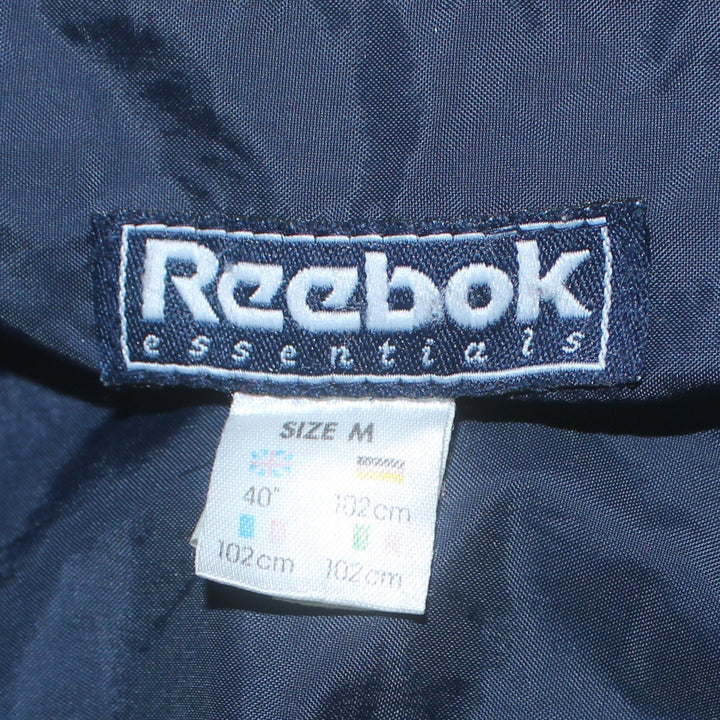 Reebok
essentials
SIZE M
40" 102cm
102cm 102cm